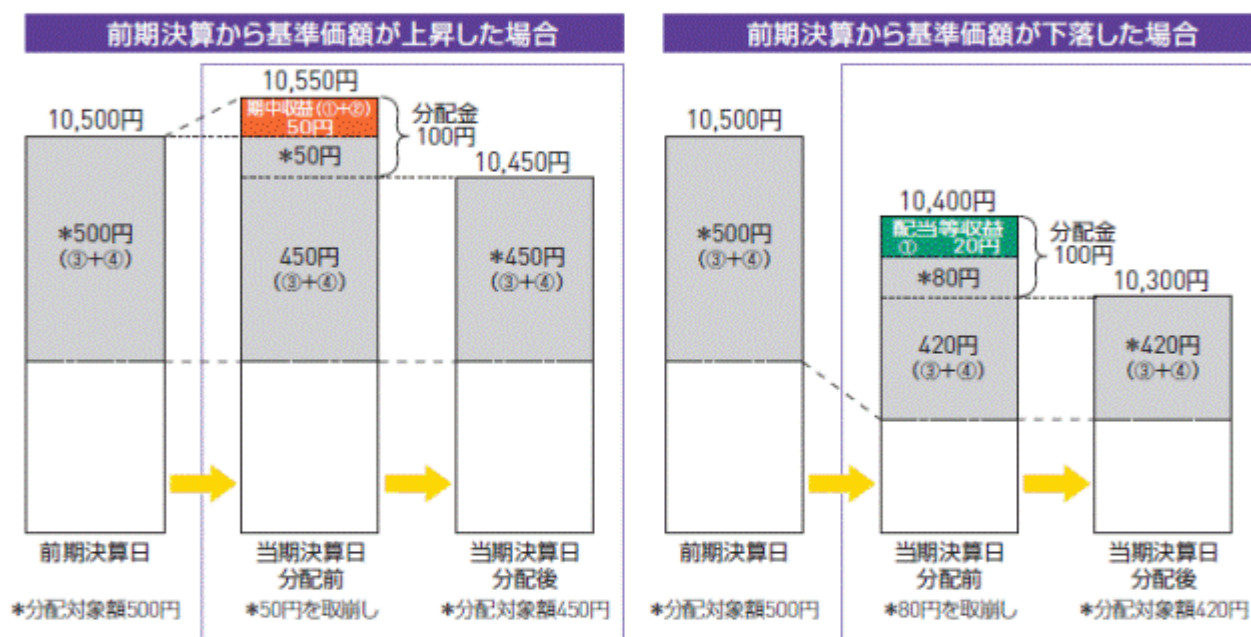 前期決算から基準価額が上昇した場合
10,500円
10,550円
期中収益(①+②)
50円
*50円
分配金
100円
10,450円
*500円
(③+④)
450円
(③+④)
*450円
(③+④)
前期決算日
当期決算日
分配前
当期決算日
分配後
*分配対象額500円
*50円を取崩し
*分配対象額450円
前期決算から基準価額が下落した場合
10,500円
10,400円
配当等収益
① 20円
*80円
分配金
100円
10,300円
*500円
(③+④)
420円
(③+④)
*420円
(③+④)
前期決算日
当期決算日
分配前
当期決算日
分配後
*分配対象額500円
*80円を取崩し
*分配対象額420円